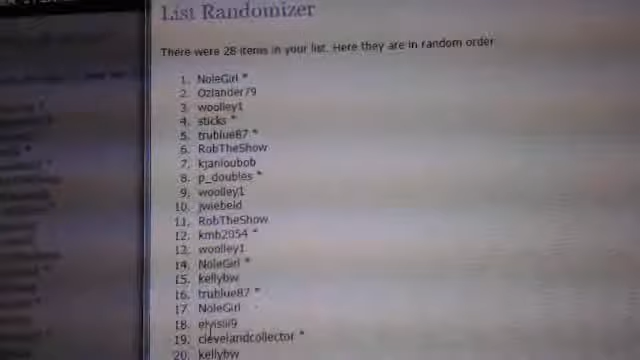 List Randomizer
There were 28 items in your list. Here they are in random order:
1. NoleGirl *
2. Ozlander79
3. woolley1
4. sticks *
5. trublue87 *
6. RobTheShow
7. kjanloubob
8. p_doubles *
9. woolley1
10. jwiebeld
11. RobTheShow
12. kmb2054 *
13. woolley1
14. NoleGirl *
15. kellybw
16. trublue87 *
17. NoleGirl
18.
19. clevelandcollector *
20. kellybw